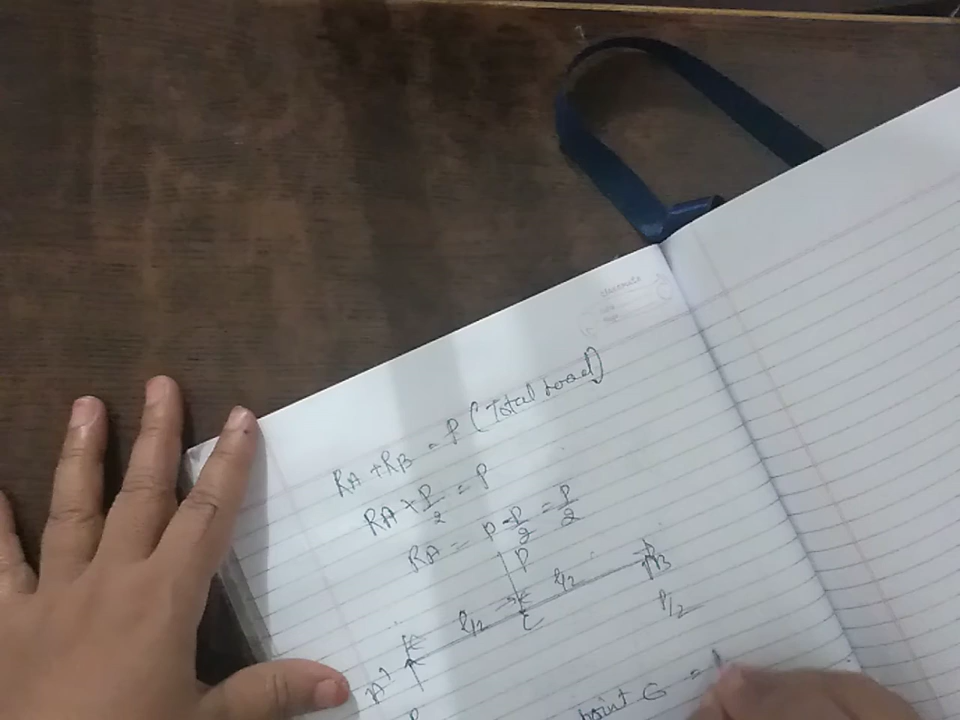 RA + RB = P (Total Load)
RA + P/2 = P
RA = P - P/2 = P/2
P
l/2 l/2 B
A C P/2
P
point C =